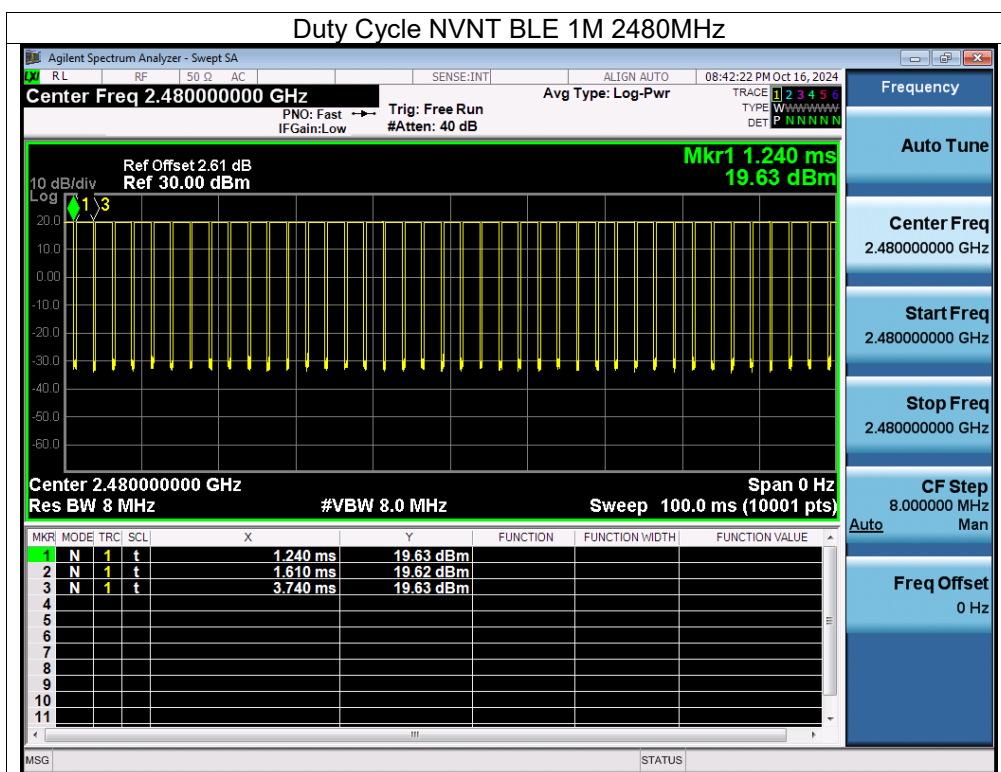 Duty Cycle NVNT BLE 1M 2480MHz
Agilent Spectrum Analyzer - Swept SA
LXI RL RF 50 Ω AC SENSE:INT ALIGN AUTO 08:42:22 PM Oct 16, 2024
Center Freq 2.480000000 GHz Avg Type: Log-Pwr TRACE 1 2 3 4 5 6
PNO: Fast Trig: Free Run TYPE WWWWWW
IFGain:Low #Atten: 40 dB DET P N N N N N
Mkr1 1.240 ms
Ref Offset 2.61 dB
10 dB/div Ref 30.00 dBm 19.63 dBm
Log
1 3
20.0
10.0
0.00
-10.0
-20.0
-30.0
-40.0
-50.0
-60.0
Center 2.480000000 GHz Span 0 Hz
Res BW 8 MHz #VBW 8.0 MHz Sweep 100.0 ms (10001 pts)
MKR MODE TRC SCL X Y FUNCTION FUNCTION WIDTH FUNCTION VALUE
1 N 1 t 1.240 ms 19.63 dBm
2 N 1 t 1.610 ms 19.62 dBm
3 N 1 t 3.740 ms 19.63 dBm
4
5
6
7
8
9
10
11
MSG STATUS
Frequency
Auto Tune
Center Freq
2.480000000 GHz
Start Freq
2.480000000 GHz
Stop Freq
2.480000000 GHz
CF Step
8.000000 MHz
Auto Man
Freq Offset
0 Hz